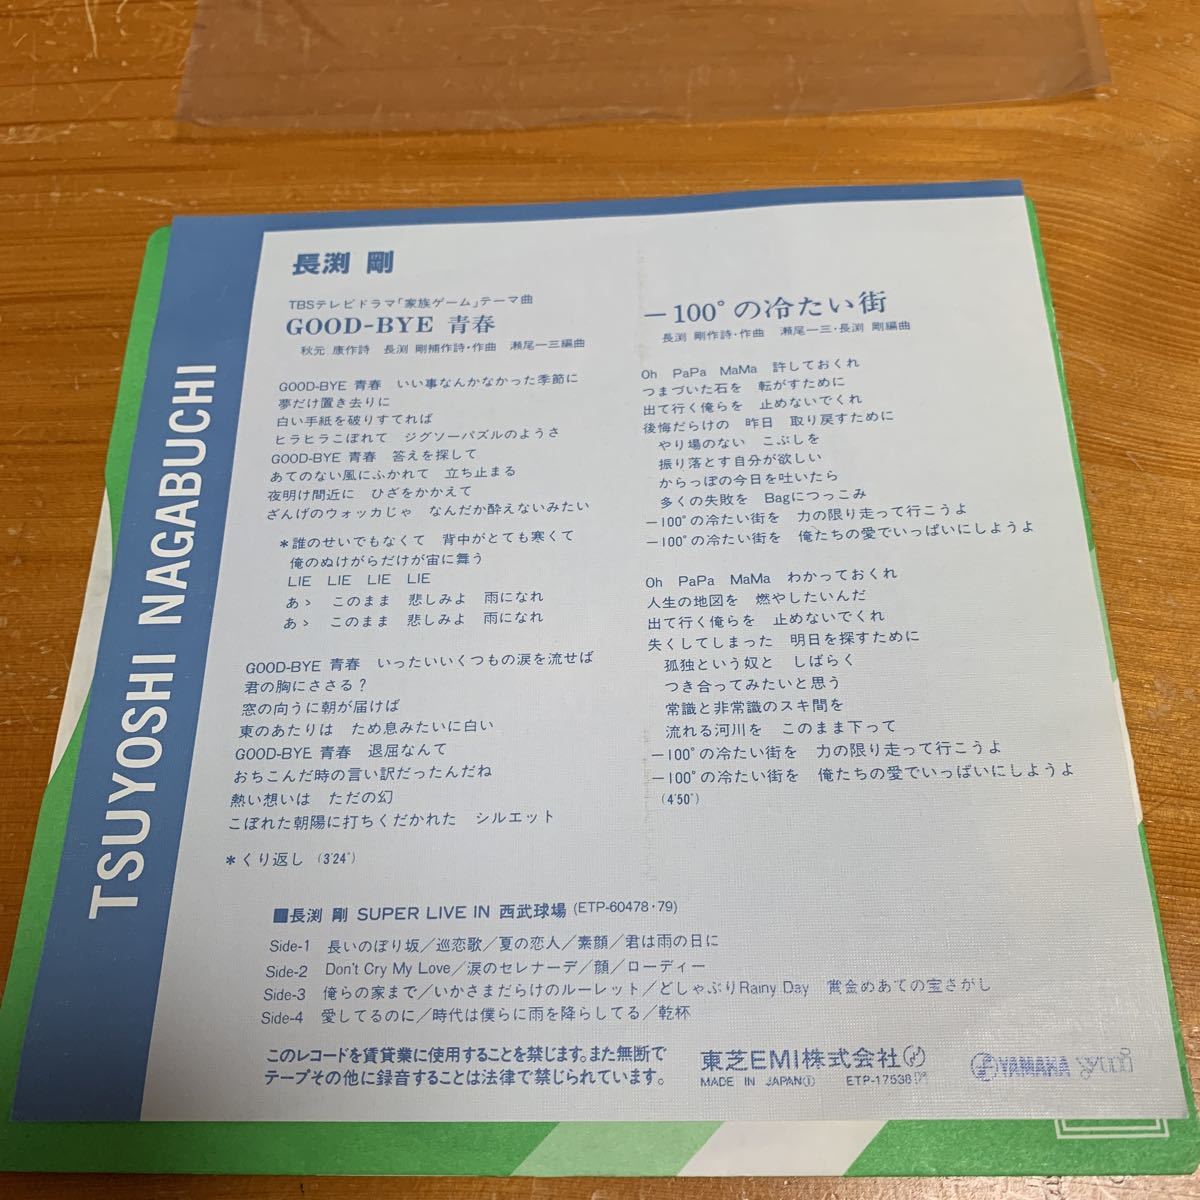 TSUYOSHI NAGABUCHI
長渕 剛
TBSテレビドラマ「家族ゲーム」テーマ曲
GOOD-BYE 青春
秋元 康作詩 長渕 剛補作詩・作曲 瀬尾一三編曲
GOOD-BYE 青春 いい事なんかなかった季節に
夢だけ置き去りに
白い手紙を破りすてれば
ヒラヒラこぼれて ジグソーパズルのようさ
GOOD-BYE 青春 答えを探して
あてのない風にふかれて 立ち止まる
夜明け間近に ひざをかかえて
ざんげのウォッカじゃ なんだか酔えないみたい
*誰のせいでもなくて 背中がとても寒くて
俺のぬけがらだけが宙に舞う
LIE LIE LIE LIE
あゝ このまま 悲しみよ 雨になれ
あゝ このまま 悲しみよ 雨になれ
GOOD-BYE 青春 いったいいくつもの涙を流せば
君の胸にささる?
窓の向うに朝が届けば
東のあたりは ため息みたいに白い
GOOD-BYE 青春 退屈なんて
おちこんだ時の言い訳だったんだね
熱い想いは ただの幻
こぼれた朝陽に打ちくだかれた シルエット
*くり返し (3'24")
−100°の冷たい街
長渕 剛作詩・作曲 瀬尾一三・長渕 剛編曲
Oh PaPa MaMa 許しておくれ
つまづいた石を 転がすために
出て行く俺らを 止めないでくれ
後悔だらけの 昨日 取り戻すために
やり場のない こぶしを
振り落とす自分が欲しい
からっぽの今日を吐いたら
多くの失敗を Bagにつっこみ
−100°の冷たい街を 力の限り走って行こうよ
−100°の冷たい街を 俺たちの愛でいっぱいにしようよ
Oh PaPa MaMa わかっておくれ
人生の地図を 燃やしたいんだ
出て行く俺らを 止めないでくれ
失くしてしまった 明日を探すために
孤独という奴と しばらく
つき合ってみたいと思う
常識と非常識のスキ間を
流れる河川を このまま下って
−100°の冷たい街を 力の限り走って行こうよ
−100°の冷たい街を 俺たちの愛でいっぱいにしようよ
(4'50")
■長渕 剛 SUPER LIVE IN 西武球場 (ETP-60478・79)
Side-1 長いのぼり坂/巡恋歌/夏の恋人/素顔/君は雨の日に
Side-2 Don't Cry My Love/涙のセレナーデ/顔/ローディー
Side-3 俺らの家まで/いかさまだらけのルーレット/どしゃぶりRainy Day 賞金めあての宝さがし
Side-4 愛してるのに/時代は僕らに雨を降らしてる/乾杯
このレコードを賃貸業に使用することを禁じます。また無断で
テープその他に録音することは法律で禁じられています。
東芝EMI株式会社
MADE IN JAPAN① ETP-17538
YAMAHA